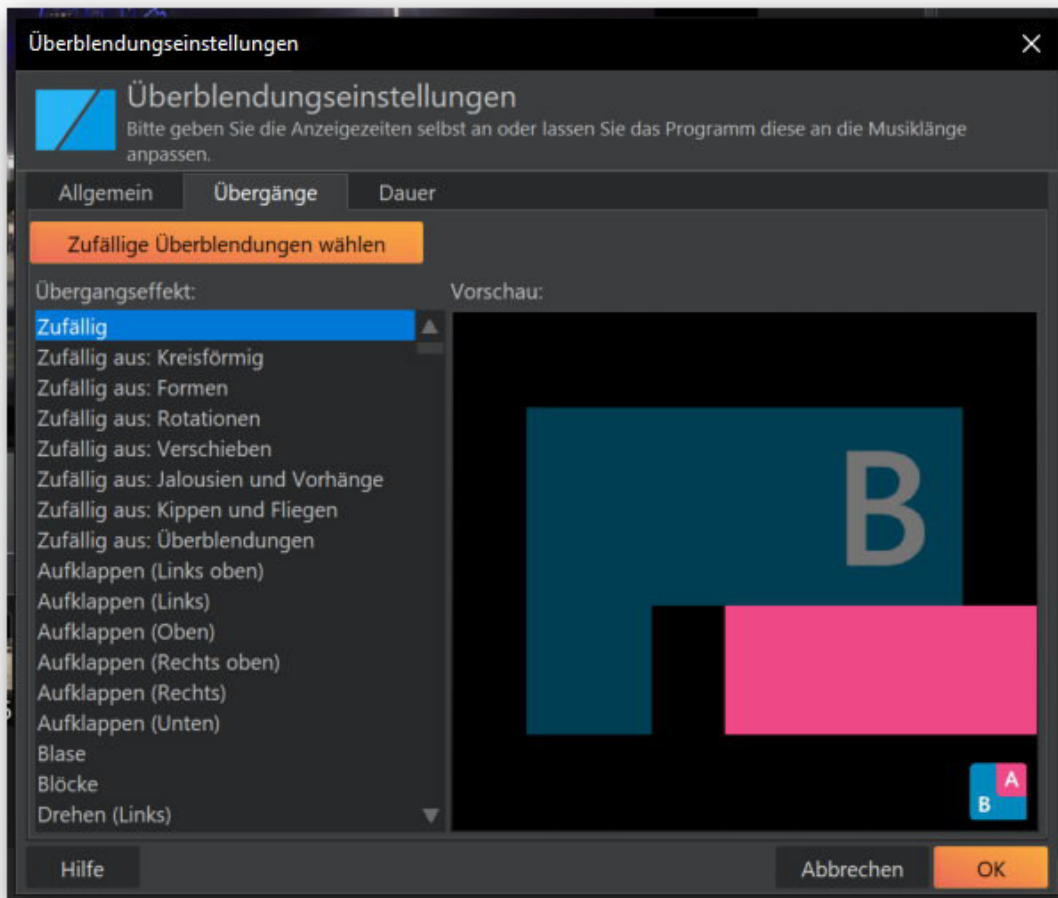 Überblendungseinstellungen
Überblendungseinstellungen
Bitte geben Sie die Anzeigezeiten selbst an oder lassen Sie das Programm diese an die Musiklänge
anpassen.
Allgemein Übergänge Dauer
Zufällige Überblendungen wählen
Übergangseffekt: Vorschau:
Zufällig
Zufällig aus: Kreisförmig
Zufällig aus: Formen
Zufällig aus: Rotationen
Zufällig aus: Verschieben
Zufällig aus: Jalousien und Vorhänge
Zufällig aus: Kippen und Fliegen
Zufällig aus: Überblendungen
Aufklappen (Links oben)
Aufklappen (Links)
Aufklappen (Oben)
Aufklappen (Rechts oben)
Aufklappen (Rechts)
Aufklappen (Unten)
Blase
Blöcke
Drehen (Links)
B
A
B
Hilfe Abbrechen OK